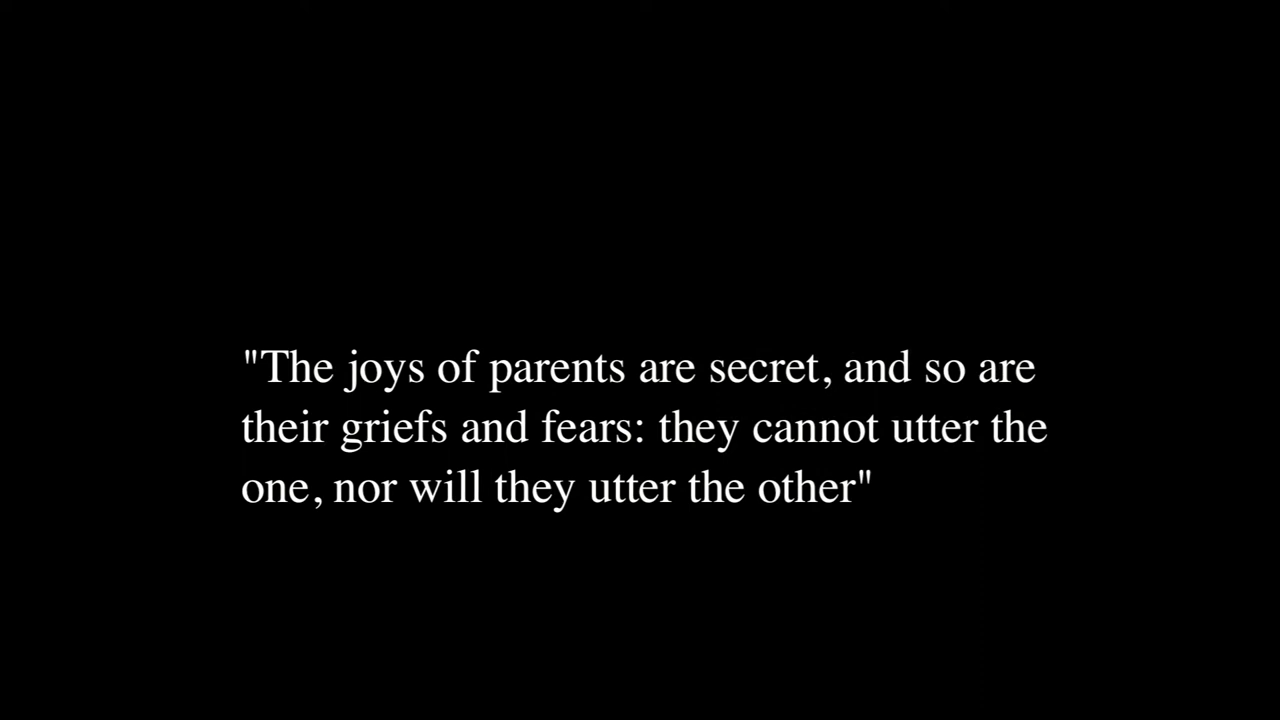 "The joys of parents are secret, and so are
their griefs and fears: they cannot utter the
one, nor will they utter the other"